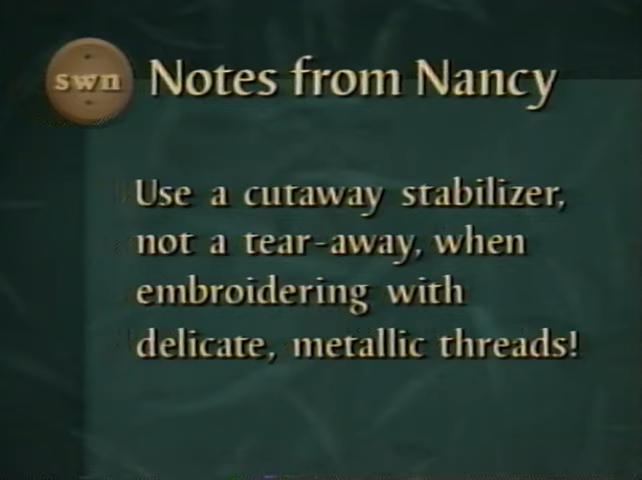 swn
Notes from Nancy
Use a cutaway stabilizer,
not a tear-away, when
embroidering with
delicate, metallic threads!